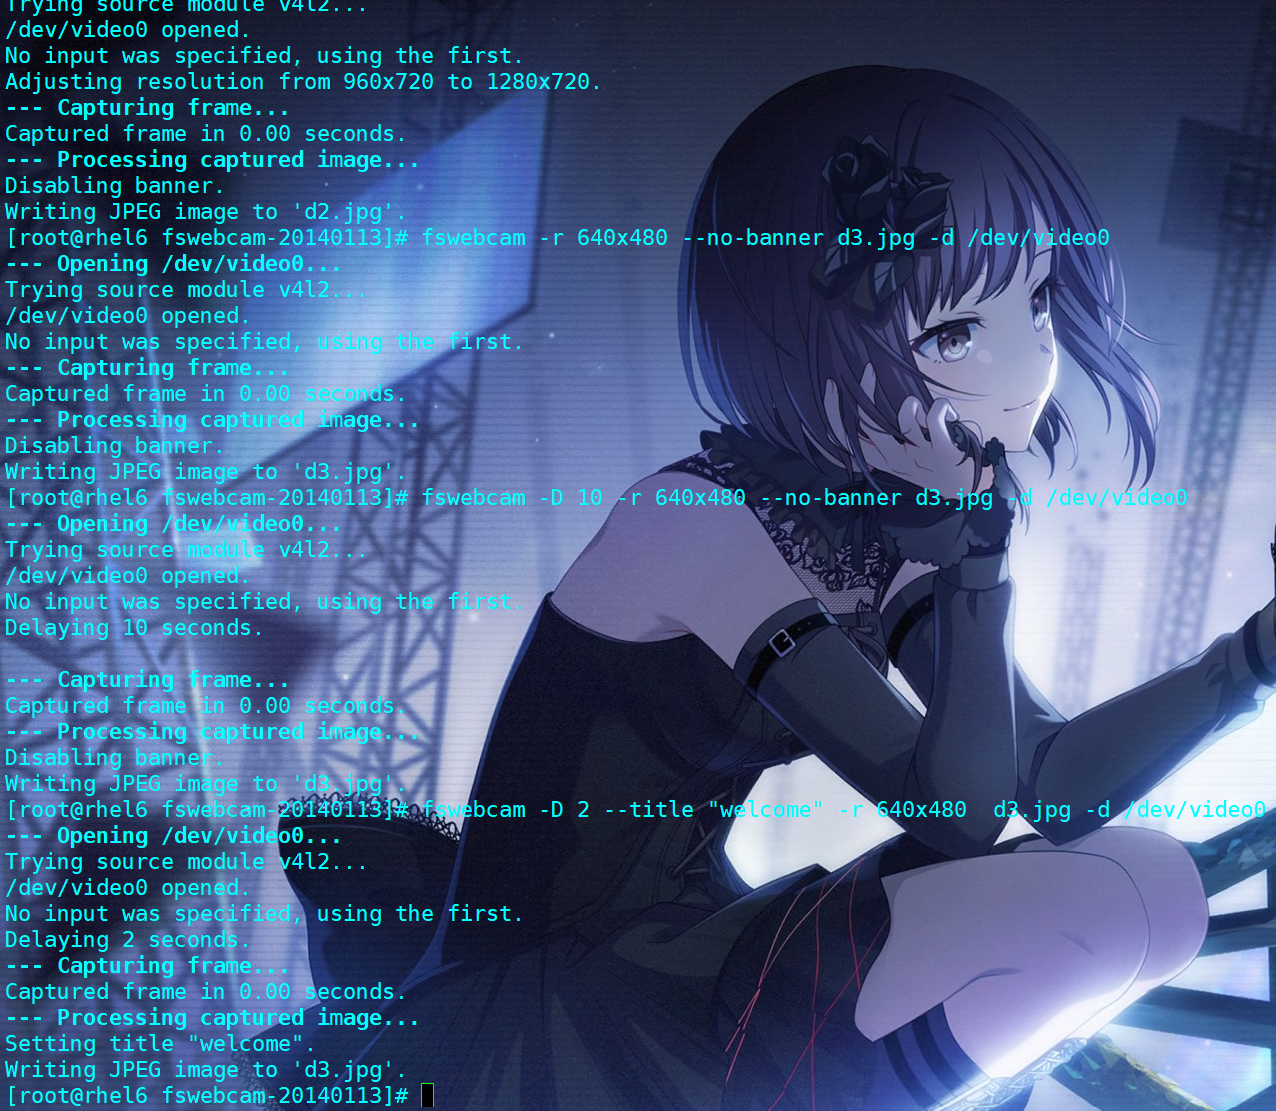 Trying source module v4l2...
/dev/video0 opened.
No input was specified, using the first.
Adjusting resolution from 960x720 to 1280x720.
--- Capturing frame...
Captured frame in 0.00 seconds.
--- Processing captured image...
Disabling banner.
Writing JPEG image to 'd2.jpg'.
[root@rhel6 fswebcam-20140113]# fswebcam -r 640x480 --no-banner d3.jpg -d /dev/video0
--- Opening /dev/video0...
Trying source module v4l2...
/dev/video0 opened.
No input was specified, using the first.
--- Capturing frame...
Captured frame in 0.00 seconds.
--- Processing captured image...
Disabling banner.
Writing JPEG image to 'd3.jpg'.
[root@rhel6 fswebcam-20140113]# fswebcam -D 10 -r 640x480 --no-banner d3.jpg -d /dev/video0
--- Opening /dev/video0...
Trying source module v4l2...
/dev/video0 opened.
No input was specified, using the first.
Delaying 10 seconds.
--- Capturing frame...
Captured frame in 0.00 seconds.
--- Processing captured image...
Disabling banner.
Writing JPEG image to 'd3.jpg'.
[root@rhel6 fswebcam-20140113]# fswebcam -D 2 --title "welcome" -r 640x480  d3.jpg -d /dev/video0
--- Opening /dev/video0...
Trying source module v4l2...
/dev/video0 opened.
No input was specified, using the first.
Delaying 2 seconds.
--- Capturing frame...
Captured frame in 0.00 seconds.
--- Processing captured image...
Setting title "welcome".
Writing JPEG image to 'd3.jpg'.
[root@rhel6 fswebcam-20140113]#